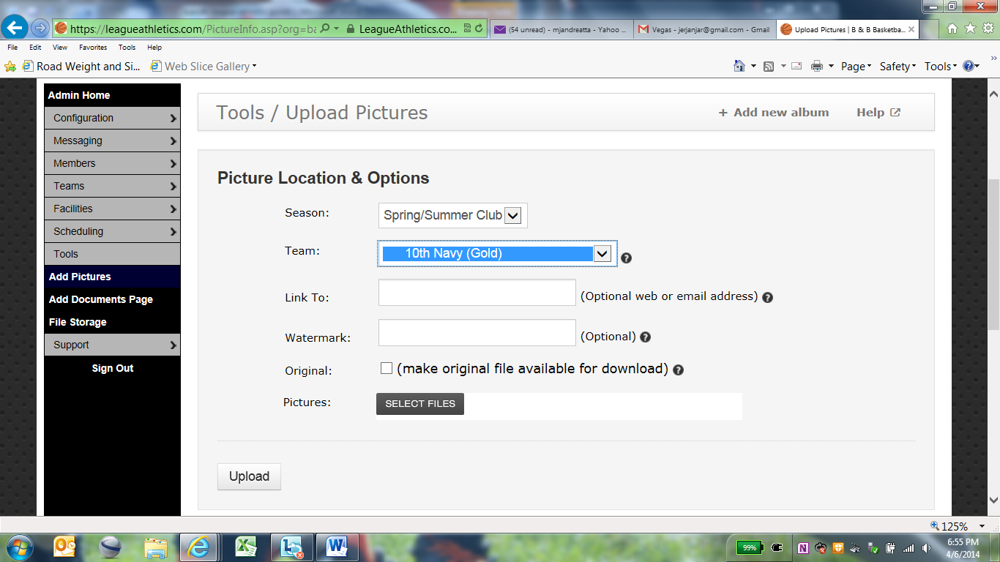 https://leagueathletics.com/PictureInfo.asp?org=ba
LeagueAthletics.co...
(54 unread) - mjandreatta - Yahoo ...
Vegas - jerjanjar@gmail.com - Gmail
Upload Pictures | B & B Basketba...
File Edit View Favorites Tools Help
Road Weight and Si... Web Slice Gallery
Page Safety Tools
Admin Home
Configuration
Messaging
Members
Teams
Facilities
Scheduling
Tools
Add Pictures
Add Documents Page
File Storage
Support
Sign Out
Tools / Upload Pictures
+ Add new album Help
Picture Location & Options
Season: Spring/Summer Club
Team: 10th Navy (Gold)
Link To: (Optional web or email address)
Watermark: (Optional)
Original: (make original file available for download)
Pictures: SELECT FILES
Upload
125%
99%
6:55 PM
4/6/2014